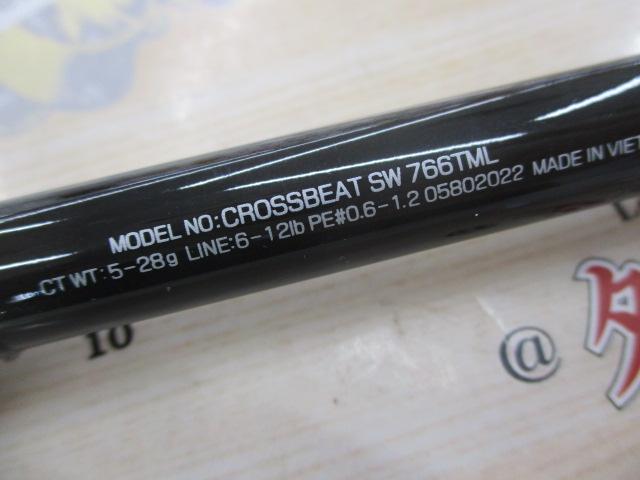 MODEL NO:CROSSBEAT SW 766TML
CT WT:5-28g LINE:6-12lb PE#0.6-1.2 05802022 MADE IN VIET
10
@